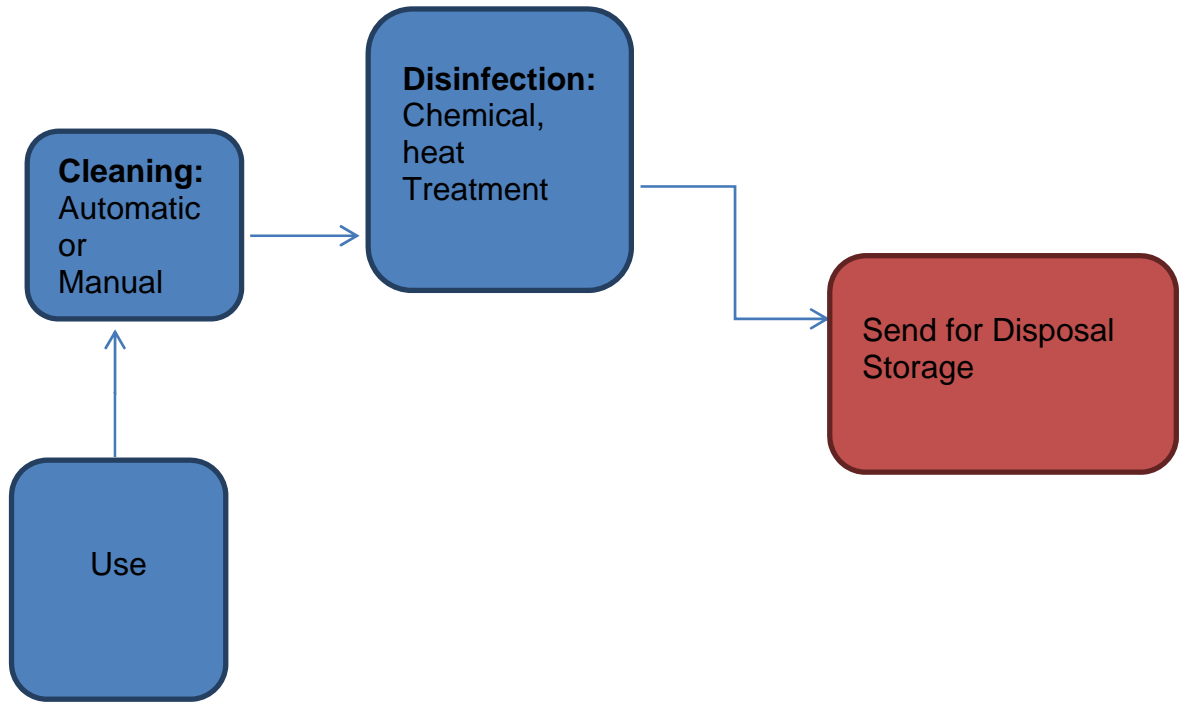 Use
Cleaning:
Automatic
or
Manual
Disinfection:
Chemical,
heat
Treatment
Send for Disposal
Storage